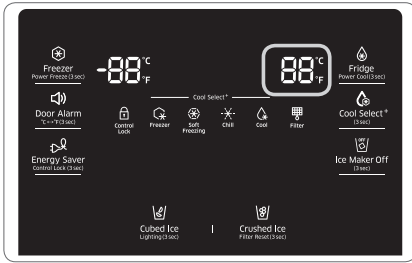 Freezer
Power Freeze (3 sec)
-88 °C °F
88 °C °F
Fridge
Power Cool (3 sec)
Door Alarm
°C↔°F (3 sec)
Cool Select+
Control Lock
Freezer
Soft Freezing
Chill
Cool
Filter
Cool Select+
(3 sec)
Energy Saver
Control Lock (3 sec)
OFF
Ice Maker Off
(3 sec)
Cubed Ice
Lighting (3 sec)
Crushed Ice
Filter Reset (3 sec)